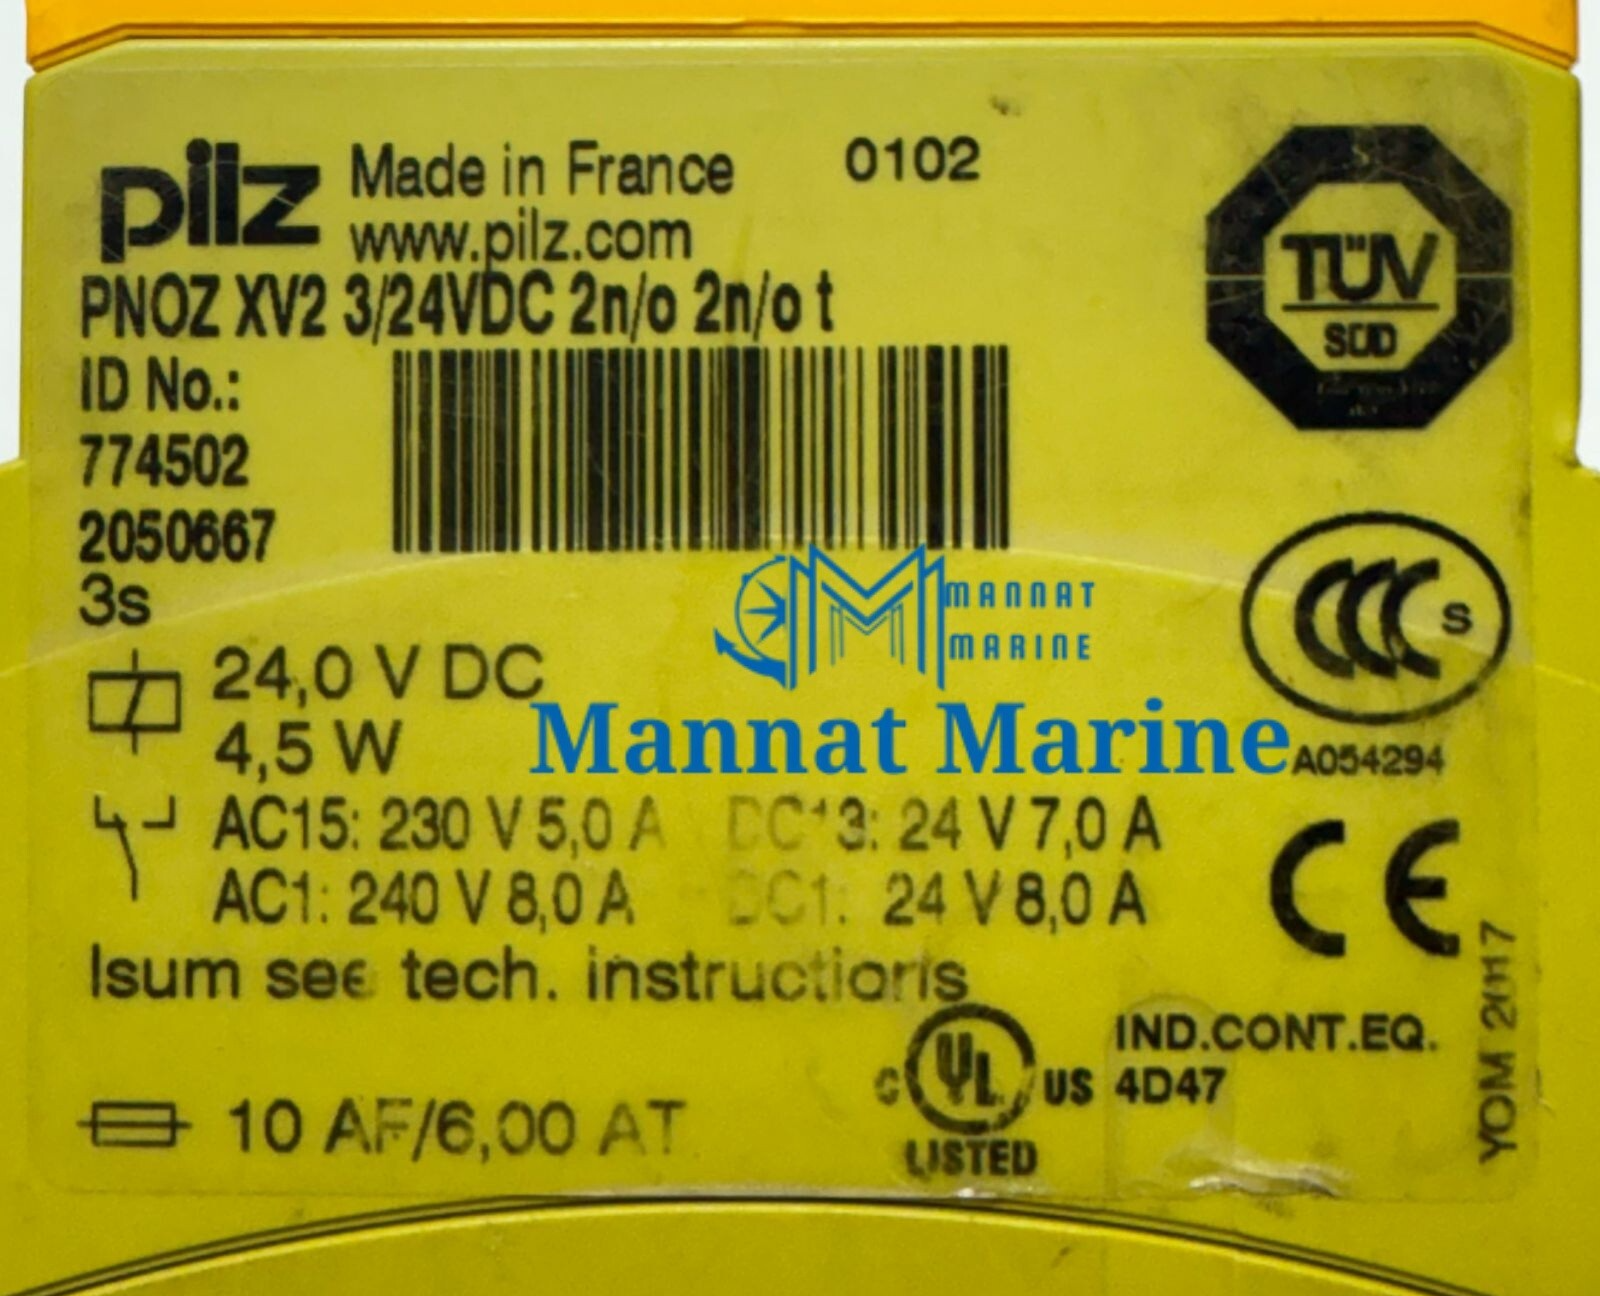 pilz Made in France 0102
www.pilz.com
PNOZ XV2 3/24VDC 2n/o 2n/o t
ID No.:
774502
2050667
3s
24,0 V DC
4,5 W
AC15: 230 V 5,0 A DC13: 24 V 7,0 A
AC1: 240 V 8,0 A DC1: 24 V 8,0 A
Isum see tech. instructions
10 AF/6,00 AT
TÜV
SÜD
CCC S
A054294
CE
C UL US
LISTED
IND.CONT.EQ.
4D47
YOM 2017
MANNAT
MARINE
Mannat Marine